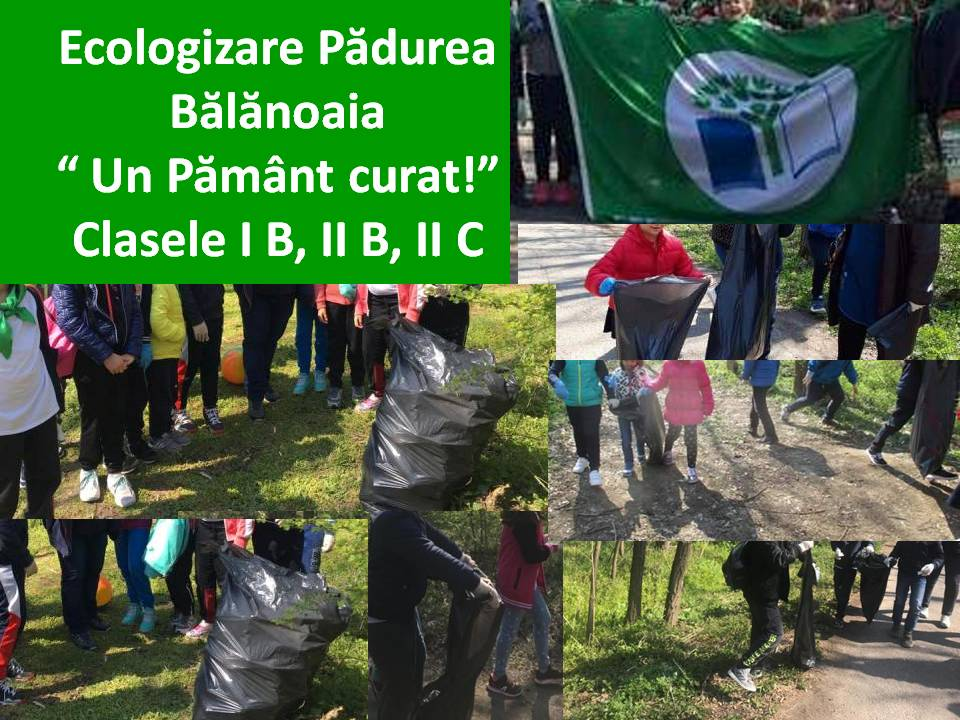 Ecologizare Pădurea
Bălănoaia
“ Un Pământ curat!”
Clasele I B, II B, II C